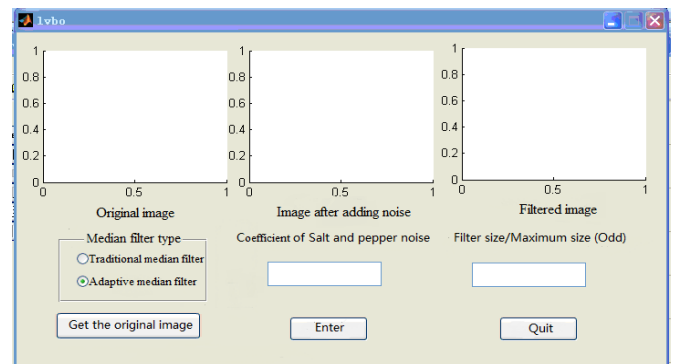 lvbo
1
0.8
0.6
0.4
0.2
0
0
0.5
1
Original image
1
0.8
0.6
0.4
0.2
0
0
0.5
1
Image after adding noise
1
0.8
0.6
0.4
0.2
0
0
0.5
1
Filtered image
Median filter type
Traditional median filter
Adaptive median filter
Coefficient of Salt and pepper noise
Filter size/Maximum size (Odd)
Get the original image
Enter
Quit